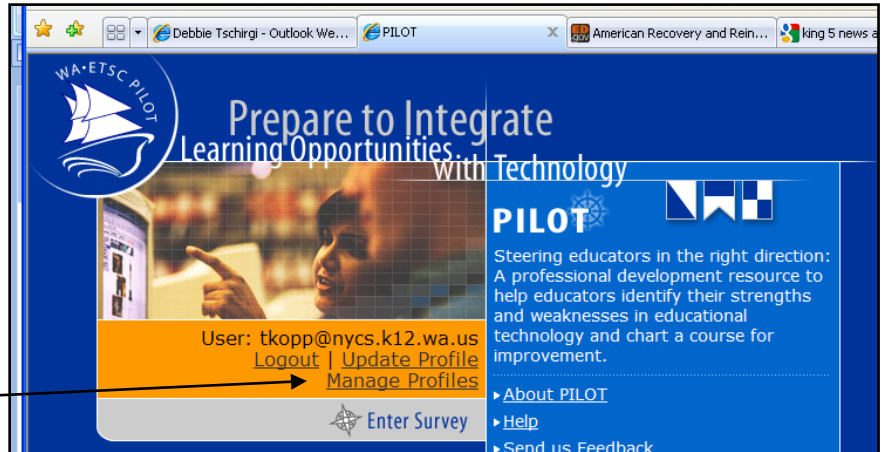 Debbie Tschirgi - Outlook We...
PILOT
American Recovery and Rein...
king 5 news a
WA•ETSC PILOT
Prepare to Integrate
Learning Opportunities
with Technology
PILOT
Steering educators in the right direction:
A professional development resource to
help educators identify their strengths
and weaknesses in educational
technology and chart a course for
improvement.
User: tkopp@nycs.k12.wa.us
Logout | Update Profile
Manage Profiles
Enter Survey
About PILOT
Help
Send us Feedback